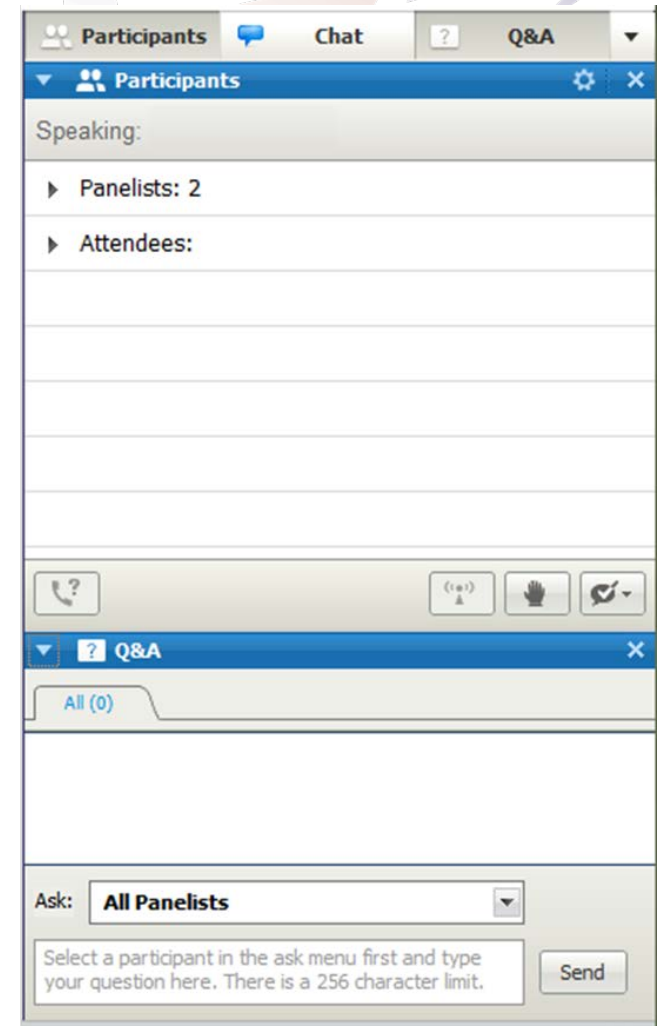 Participants Chat ? Q&A
Participants
Speaking:
Panelists: 2
Attendees:
?
? Q&A
All (0)
Ask: All Panelists
Select a participant in the ask menu first and type
your question here. There is a 256 character limit.
Send